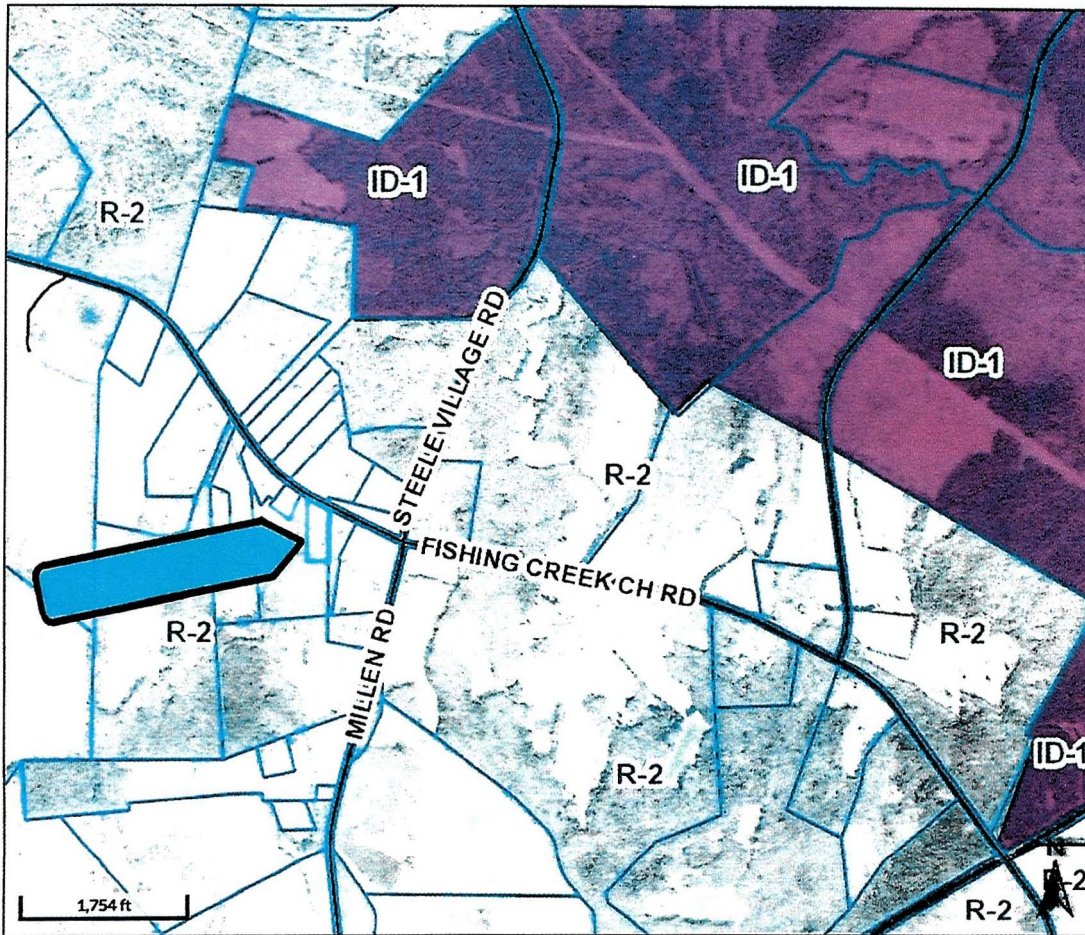 ID-1
ID-1
R-2
STEELE VILLAGE RD
ID-1
R-2
FISHING CREEK CH RD
R-2
R-2
MILLEN RD
R-2
ID-1
1,754 ft
N
R-2
R-2